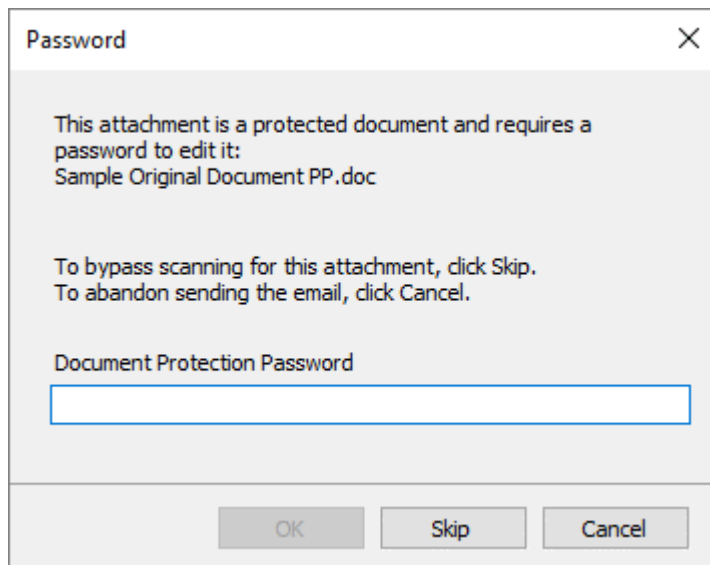 Password
This attachment is a protected document and requires a
password to edit it:
Sample Original Document PP.doc
To bypass scanning for this attachment, click Skip.
To abandon sending the email, click Cancel.
Document Protection Password
OK
Skip
Cancel